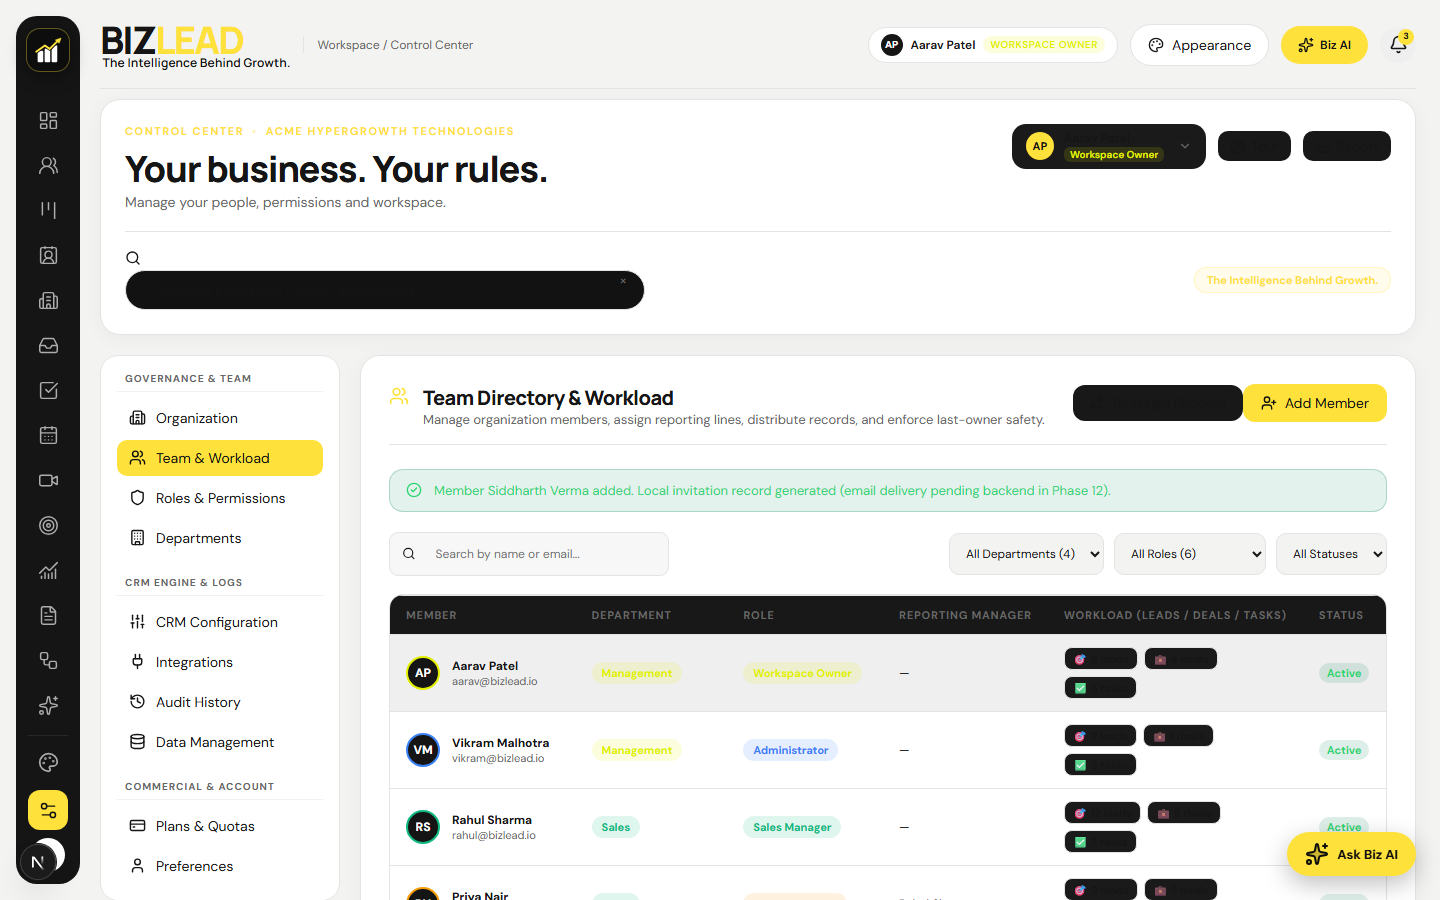 BIZLEAD
The Intelligence Behind Growth.
Workspace / Control Center
AP Aarav Patel WORKSPACE OWNER
Appearance
Biz AI
3
CONTROL CENTER · ACME HYPERGROWTH TECHNOLOGIES
Your business. Your rules.
Manage your people, permissions and workspace.
AP Aarav Patel
Workspace Owner
×
The Intelligence Behind Growth.
GOVERNANCE & TEAM
Organization
Team & Workload
Roles & Permissions
Departments
CRM ENGINE & LOGS
CRM Configuration
Integrations
Audit History
Data Management
COMMERCIAL & ACCOUNT
Plans & Quotas
Preferences
N
Team Directory & Workload
Manage organization members, assign reporting lines, distribute records, and enforce last-owner safety.
Add Member
Member Siddharth Verma added. Local invitation record generated (email delivery pending backend in Phase 12).
Search by name or email...
All Departments (4)
All Roles (6)
All Statuses
MEMBER DEPARTMENT ROLE REPORTING MANAGER WORKLOAD (LEADS / DEALS / TASKS) STATUS
AP Aarav Patel Management Workspace Owner — Active
aarav@bizlead.io
VM Vikram Malhotra Management Administrator — Active
vikram@bizlead.io
RS Rahul Sharma Sales Sales Manager — Active
rahul@bizlead.io
Priya Nair
Ask Biz AI